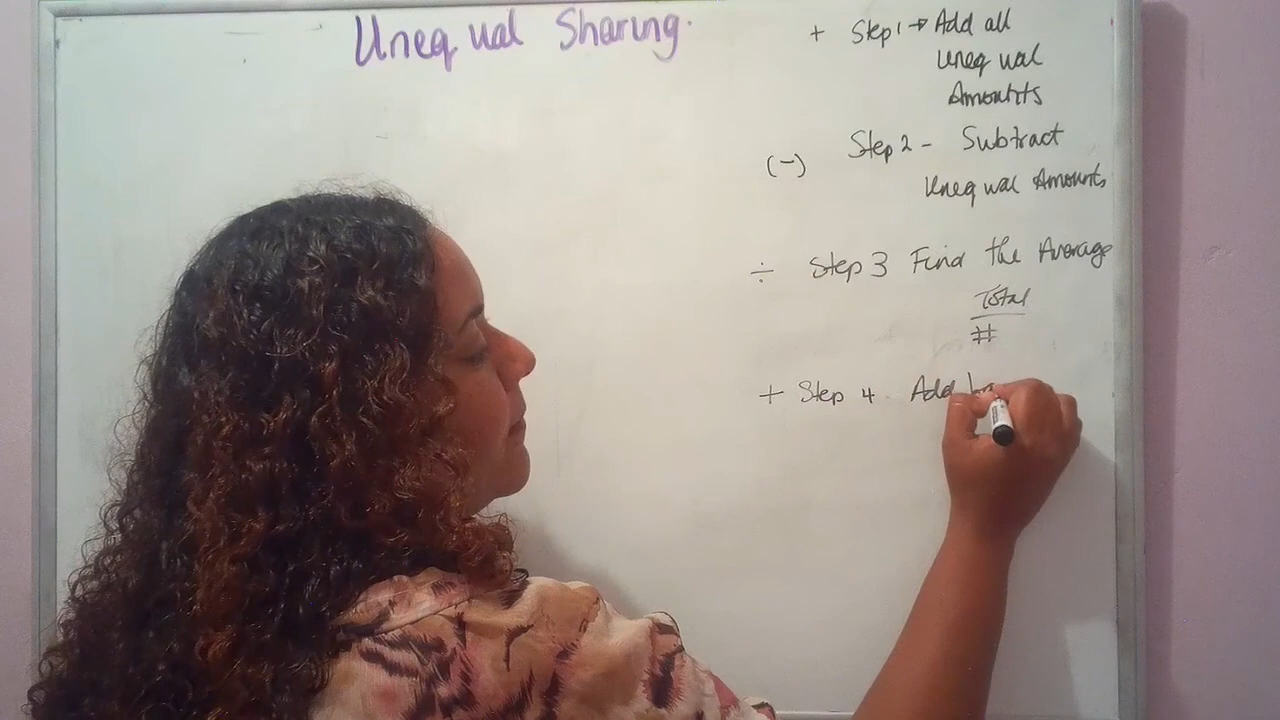 Unequal Sharing.
+ Step 1 → Add all
Unequal
Amounts
(-) Step 2 - Subtract
Unequal Amounts
÷ Step 3 Find the Average
Total
#
+ Step 4. Add